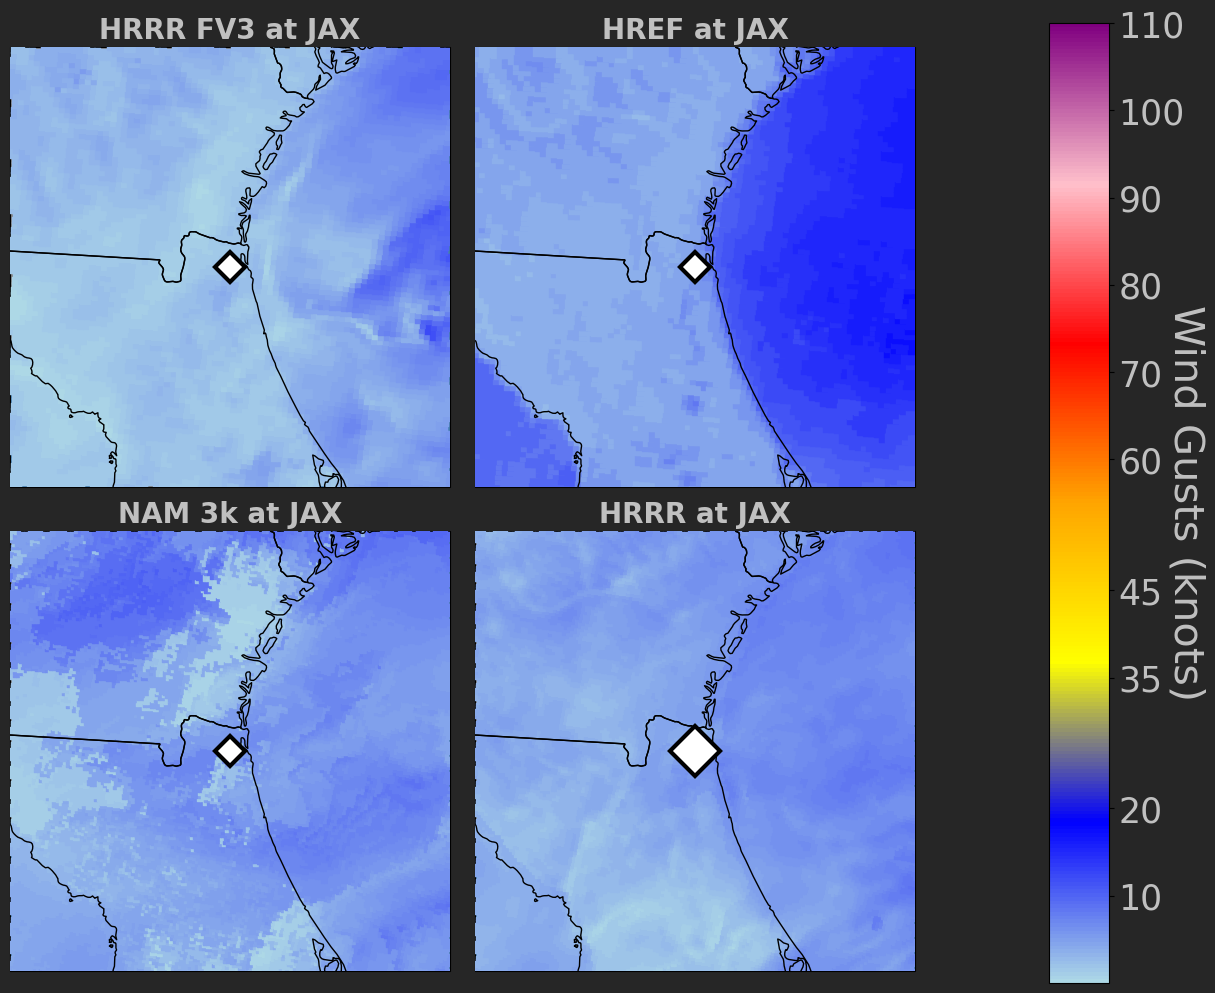 HRRR FV3 at JAX
HREF at JAX
NAM 3k at JAX
HRRR at JAX
110
100
90
80
70
60
45
35
20
10
Wind Gusts (knots)